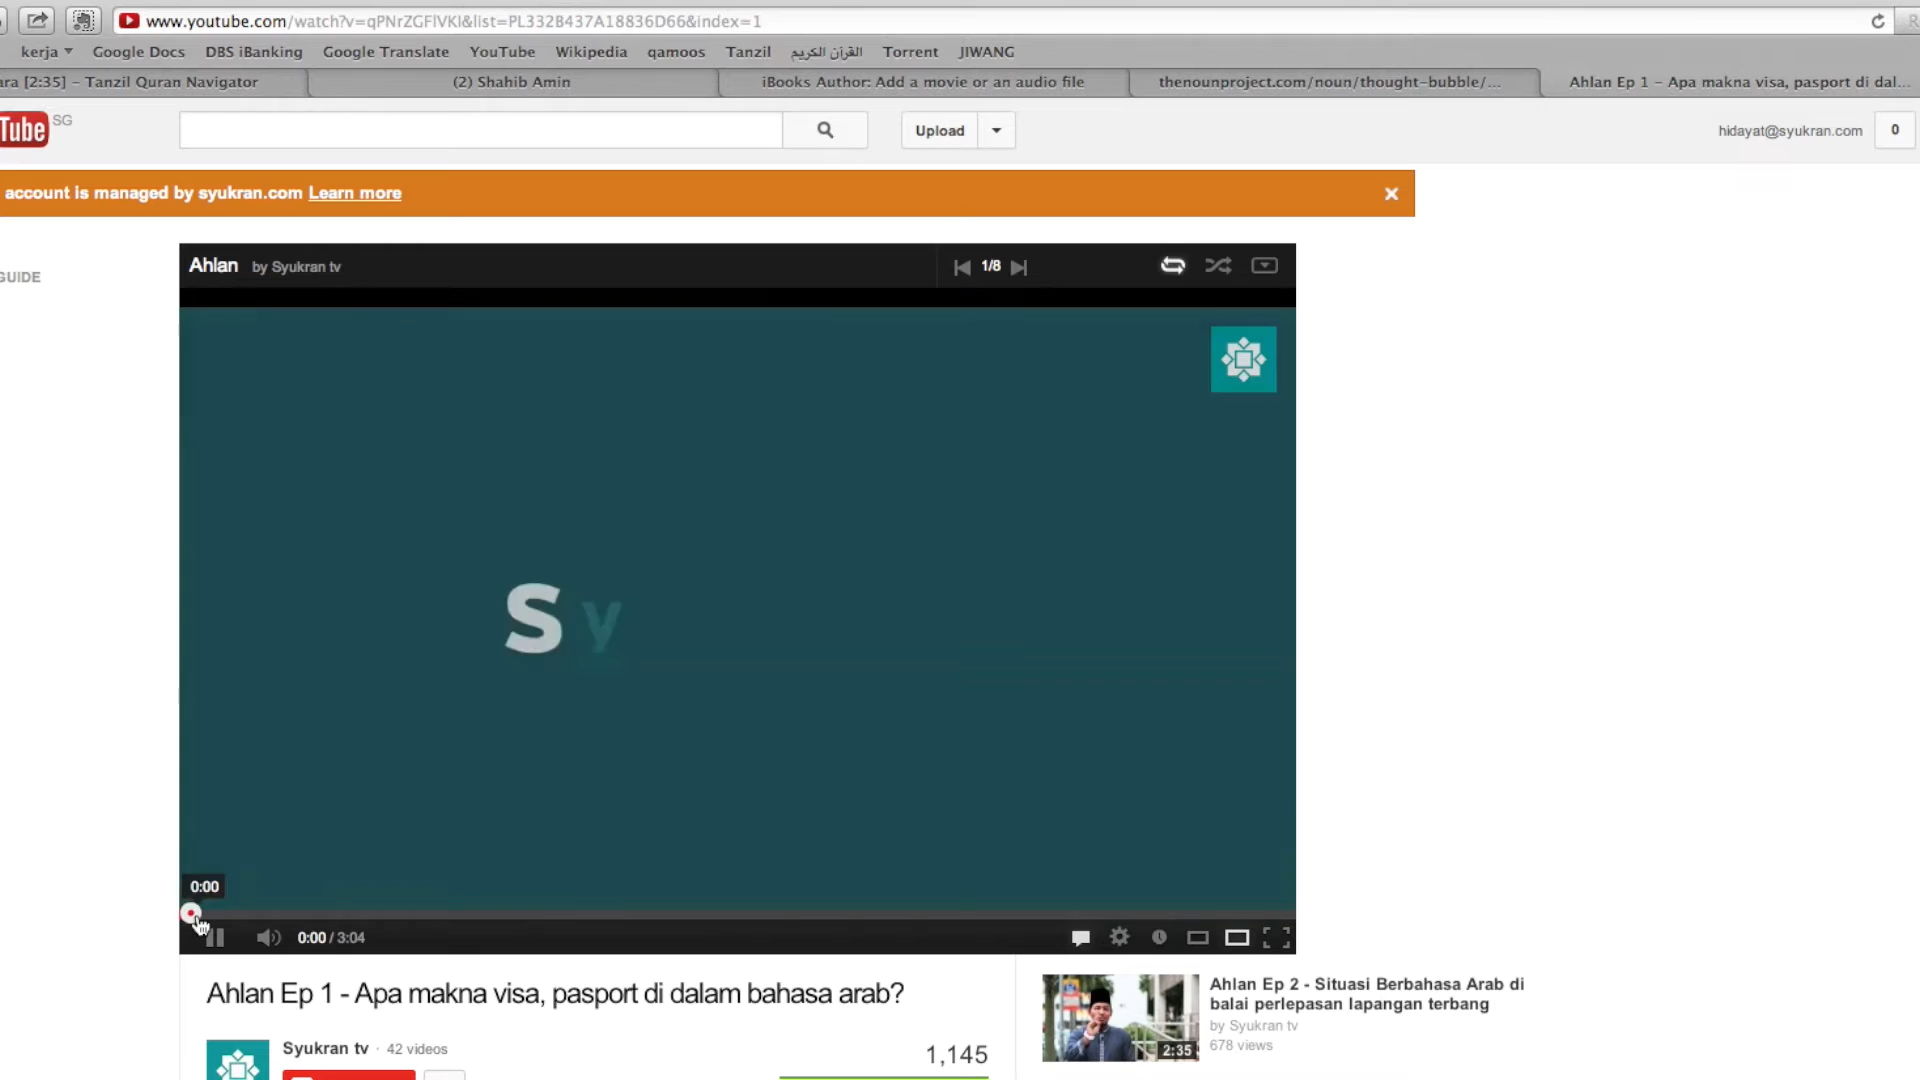 www.youtube.com/watch?v=qPNrZGFlVKI&list=PL332B437A18836D66&index=1
kerja Google Docs DBS iBanking Google Translate YouTube Wikipedia qamoos Tanzil القرآن الكريم Torrent JIWANG
ara [2:35] – Tanzil Quran Navigator (2) Shahib Amin iBooks Author: Add a movie or an audio file thenounproject.com/noun/thought-bubble/... Ahlan Ep 1 – Apa makna visa, pasport di dal...
Tube SG Upload hidayat@syukran.com 0
account is managed by syukran.com Learn more
GUIDE
Ahlan by Syukran tv 1/8
Sy
0:00
0:00 / 3:04
Ahlan Ep 1 - Apa makna visa, pasport di dalam bahasa arab?
Syukran tv · 42 videos
1,145
Ahlan Ep 2 - Situasi Berbahasa Arab di
balai perlepasan lapangan terbang
by Syukran tv
678 views
2:35